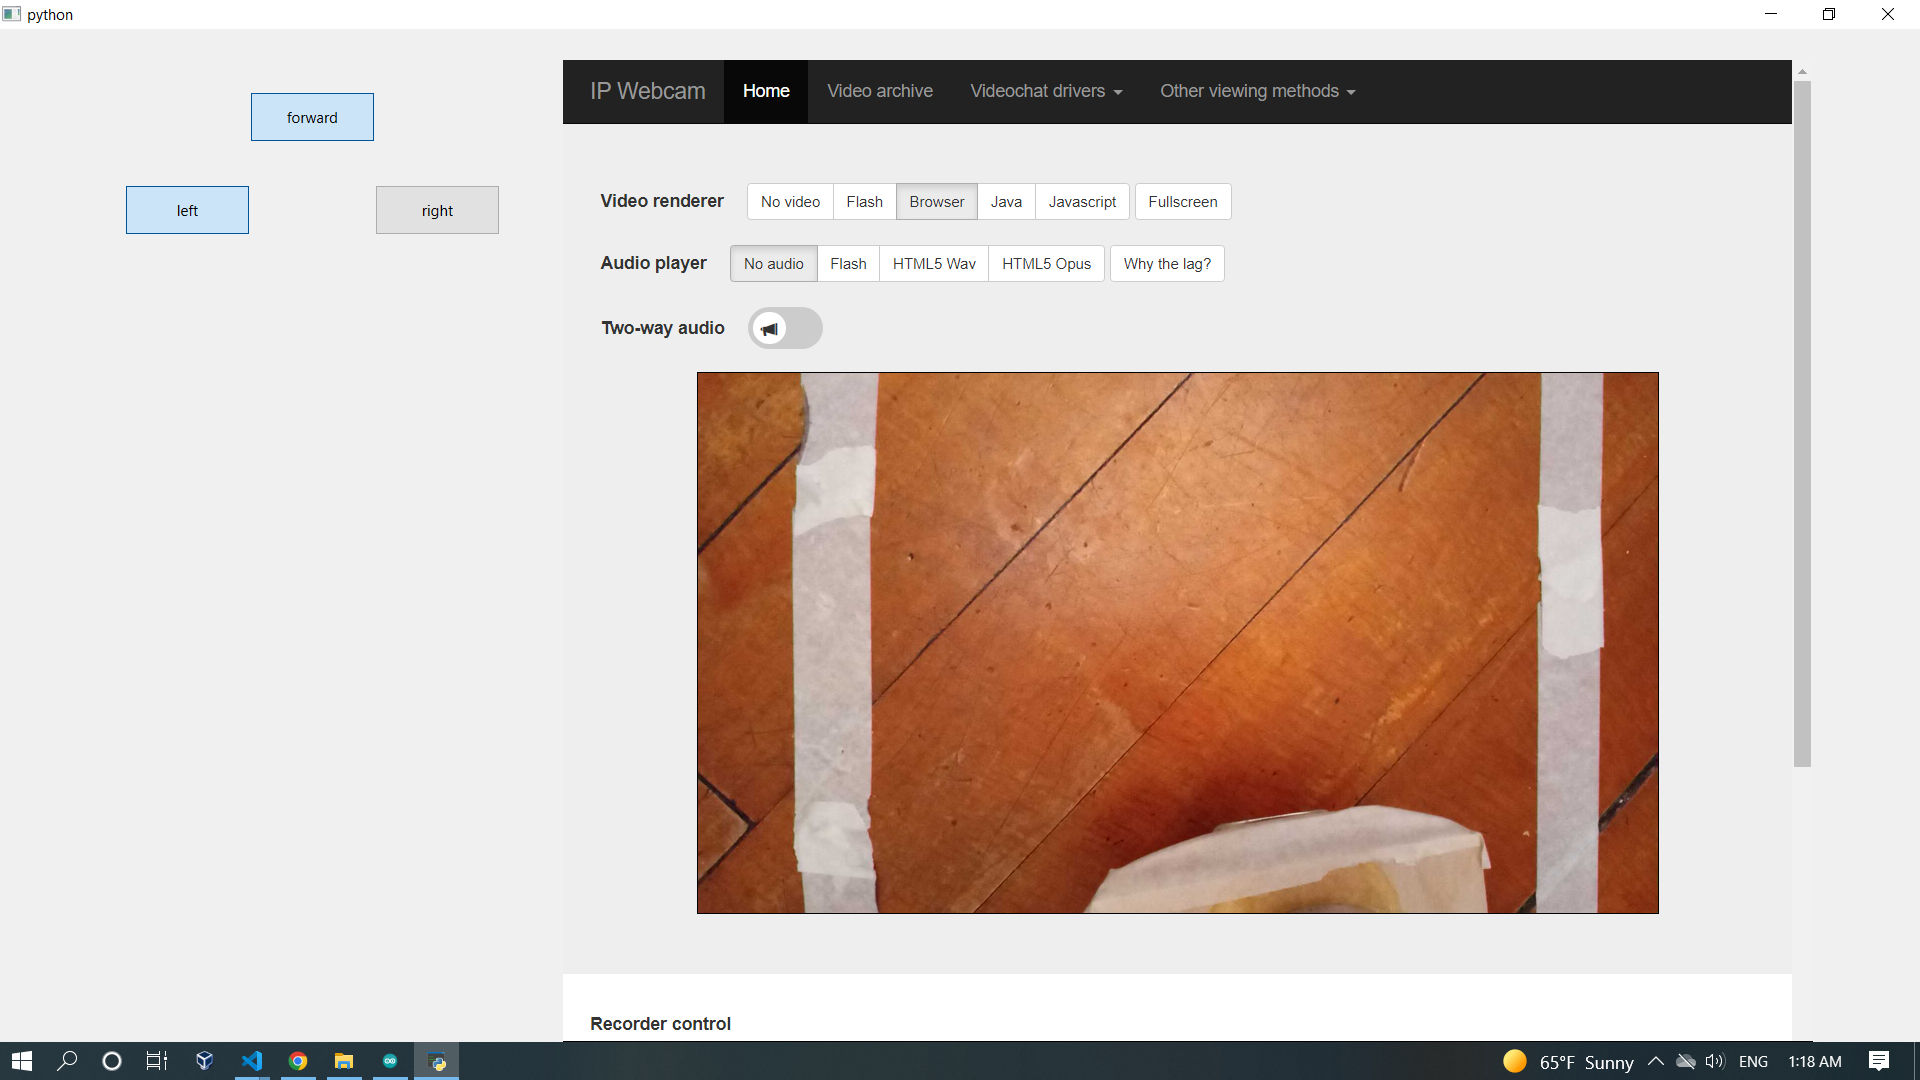 python
forward
left
right
IP Webcam Home Video archive Videochat drivers Other viewing methods
Video renderer No video Flash Browser Java Javascript Fullscreen
Audio player No audio Flash HTML5 Wav HTML5 Opus Why the lag?
Two-way audio
Recorder control
65°F Sunny ENG 1:18 AM